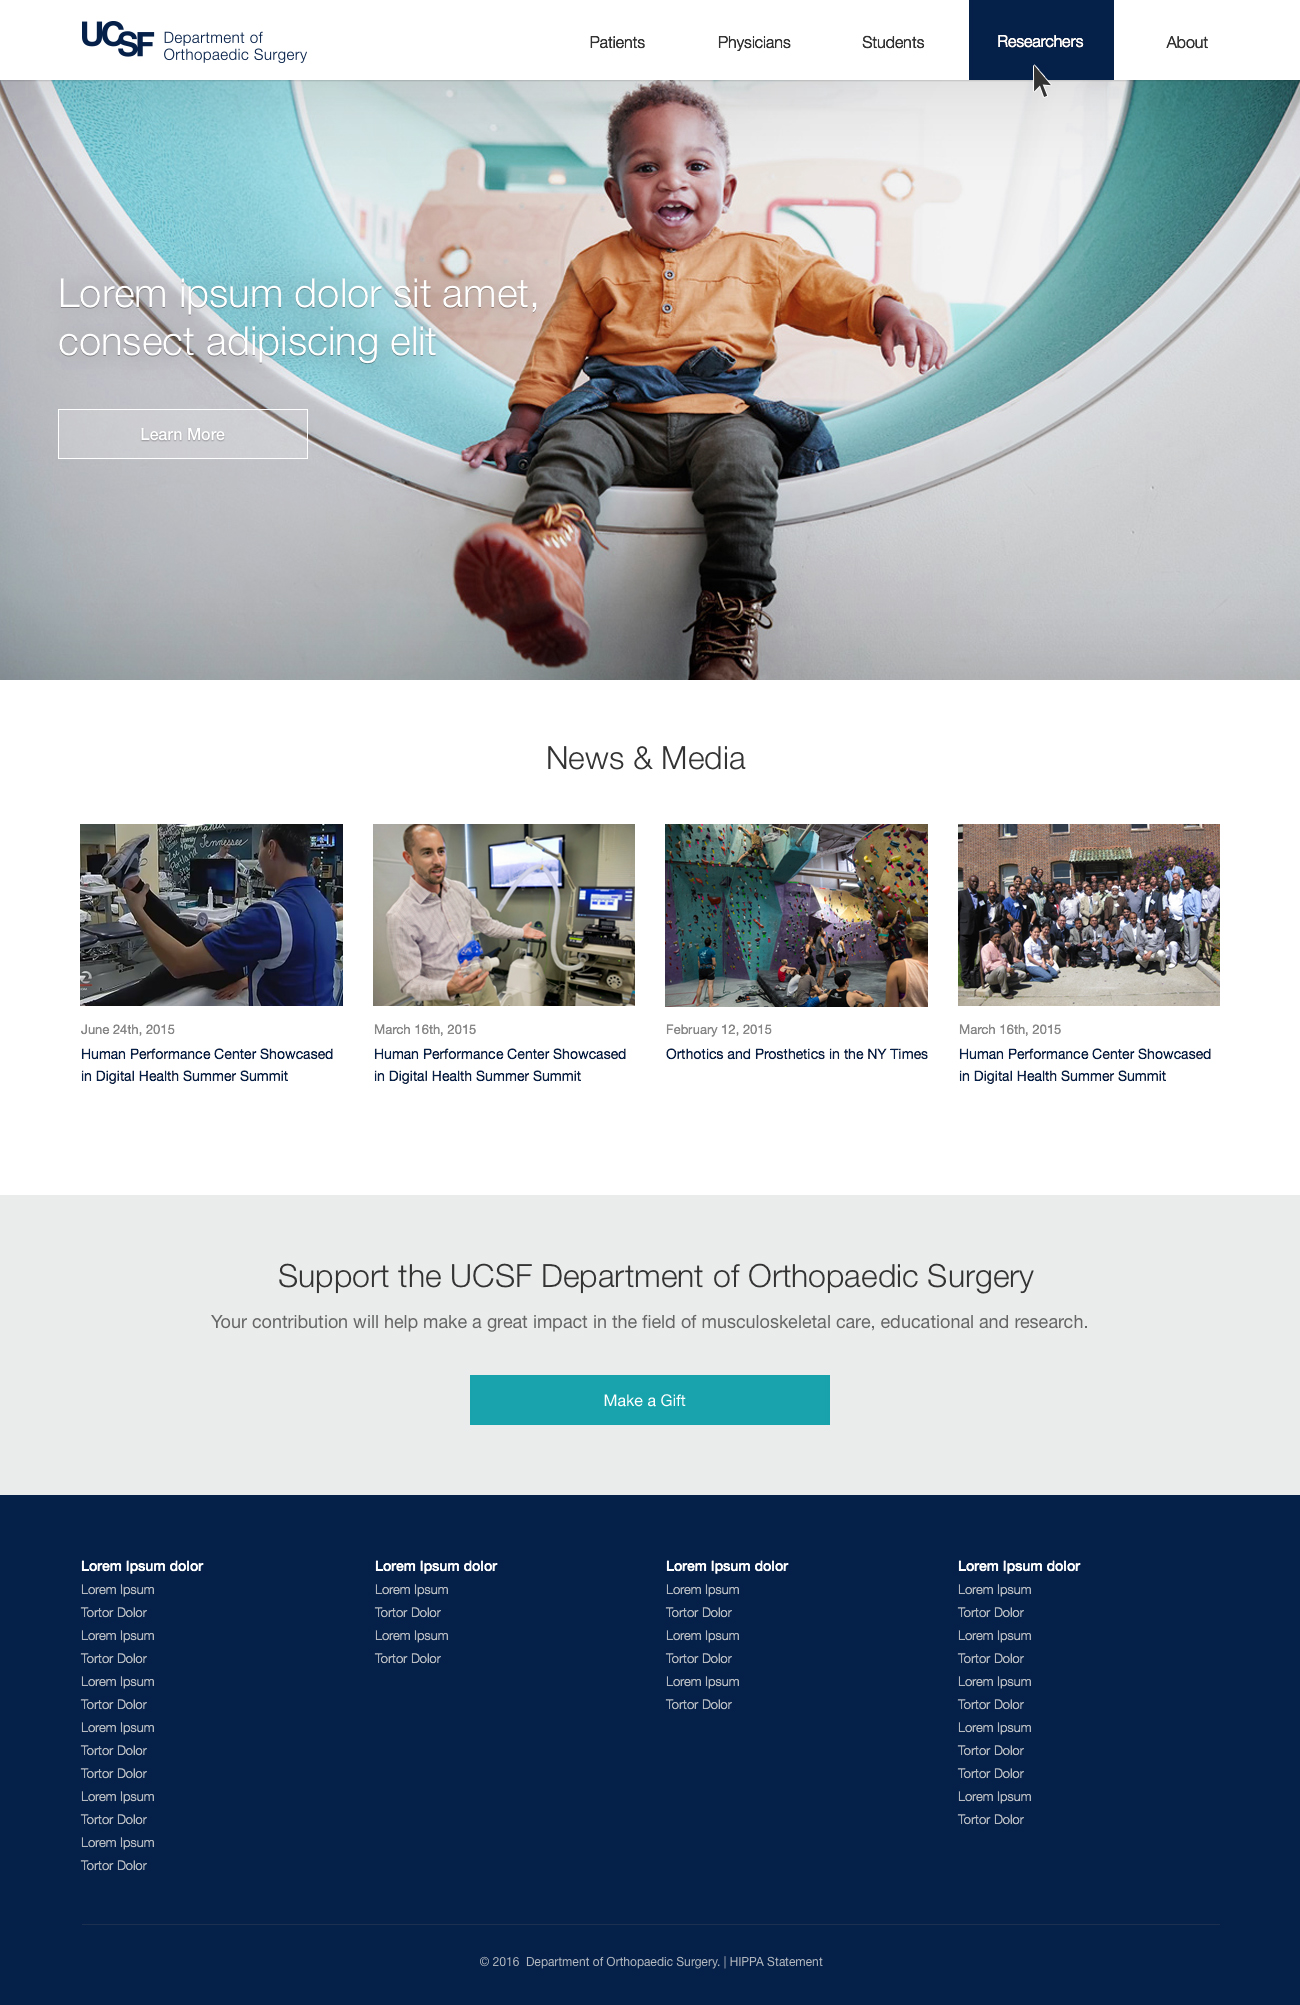 UCSF Department of
Orthopaedic Surgery
Patients
Physicians
Students
Researchers
About
Lorem ipsum dolor sit amet,
consect adipiscing elit
Learn More
News & Media
Tennessee
June 24th, 2015
Human Performance Center Showcased
in Digital Health Summer Summit
March 16th, 2015
Human Performance Center Showcased
in Digital Health Summer Summit
February 12, 2015
Orthotics and Prosthetics in the NY Times
March 16th, 2015
Human Performance Center Showcased
in Digital Health Summer Summit
Support the UCSF Department of Orthopaedic Surgery
Your contribution will help make a great impact in the field of musculoskeletal care, educational and research.
Make a Gift
Lorem Ipsum dolor
Lorem Ipsum
Tortor Dolor
Lorem Ipsum
Tortor Dolor
Lorem Ipsum
Tortor Dolor
Lorem Ipsum
Tortor Dolor
Tortor Dolor
Lorem Ipsum
Tortor Dolor
Lorem Ipsum
Tortor Dolor
Lorem Ipsum dolor
Lorem Ipsum
Tortor Dolor
Lorem Ipsum
Tortor Dolor
Lorem Ipsum dolor
Lorem Ipsum
Tortor Dolor
Lorem Ipsum
Tortor Dolor
Lorem Ipsum
Tortor Dolor
Lorem Ipsum dolor
Lorem Ipsum
Tortor Dolor
Lorem Ipsum
Tortor Dolor
Lorem Ipsum
Tortor Dolor
Lorem Ipsum
Tortor Dolor
Tortor Dolor
Lorem Ipsum
Tortor Dolor
© 2016 Department of Orthopaedic Surgery. | HIPPA Statement